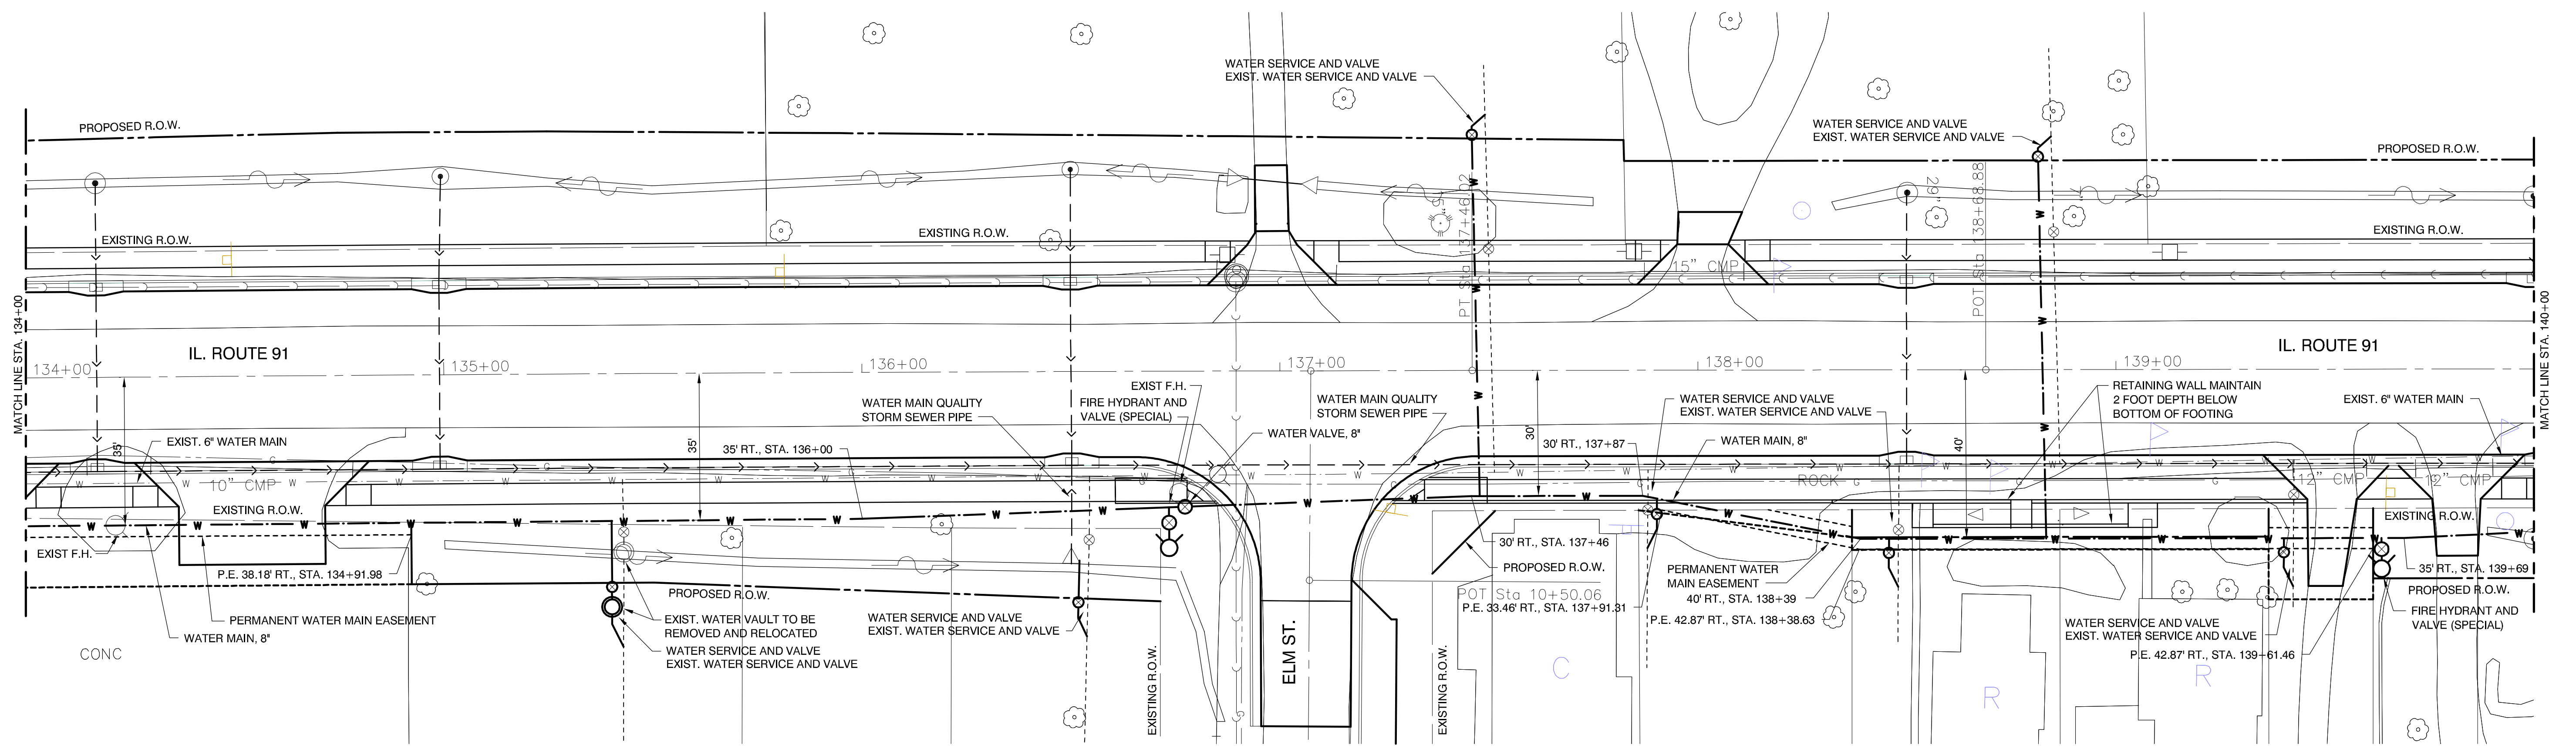 WATER SERVICE AND VALVE
EXIST. WATER SERVICE AND VALVE
WATER SERVICE AND VALVE
EXIST. WATER SERVICE AND VALVE
PROPOSED R.O.W.
PROPOSED R.O.W.
EXISTING R.O.W.
EXISTING R.O.W.
EXISTING R.O.W.
PT Sta 137+46.02
POT Sta 138+68.88
29"
15" CMP
MATCH LINE STA. 134+00
MATCH LINE STA. 140+00
IL. ROUTE 91
IL. ROUTE 91
134+00
135+00
136+00
137+00
138+00
139+00
EXIST F.H.
FIRE HYDRANT AND
VALVE (SPECIAL)
WATER MAIN QUALITY
STORM SEWER PIPE
WATER MAIN QUALITY
STORM SEWER PIPE
WATER SERVICE AND VALVE
EXIST. WATER SERVICE AND VALVE
RETAINING WALL MAINTAIN
2 FOOT DEPTH BELOW
BOTTOM OF FOOTING
EXIST. 6" WATER MAIN
EXIST. 6" WATER MAIN
35'
35'
30'
40'
35' RT., STA. 136+00
WATER VALVE, 8"
30' RT., 137+87
WATER MAIN, 8"
10" CMP
ROCK
12" CMP
12" CMP
EXISTING R.O.W.
EXISTING R.O.W.
EXIST F.H.
30' RT., STA. 137+46
PROPOSED R.O.W.
PERMANENT WATER
MAIN EASEMENT
P.E. 38.18' RT., STA. 134+91.98
35' RT., STA. 139+69
PROPOSED R.O.W.
PROPOSED R.O.W.
POT Sta 10+50.06
40' RT., STA. 138+39
P.E. 33.46' RT., STA. 137+91.31
P.E. 42.87' RT., STA. 138+38.63
FIRE HYDRANT AND
VALVE (SPECIAL)
PERMANENT WATER MAIN EASEMENT
WATER MAIN, 8"
EXIST. WATER VAULT TO BE
REMOVED AND RELOCATED
WATER SERVICE AND VALVE
EXIST. WATER SERVICE AND VALVE
WATER SERVICE AND VALVE
EXIST. WATER SERVICE AND VALVE
WATER SERVICE AND VALVE
EXIST. WATER SERVICE AND VALVE
P.E. 42.87' RT., STA. 139+61.46
CONC
EXISTING R.O.W.
ELM ST.
EXISTING R.O.W.
C
R
R